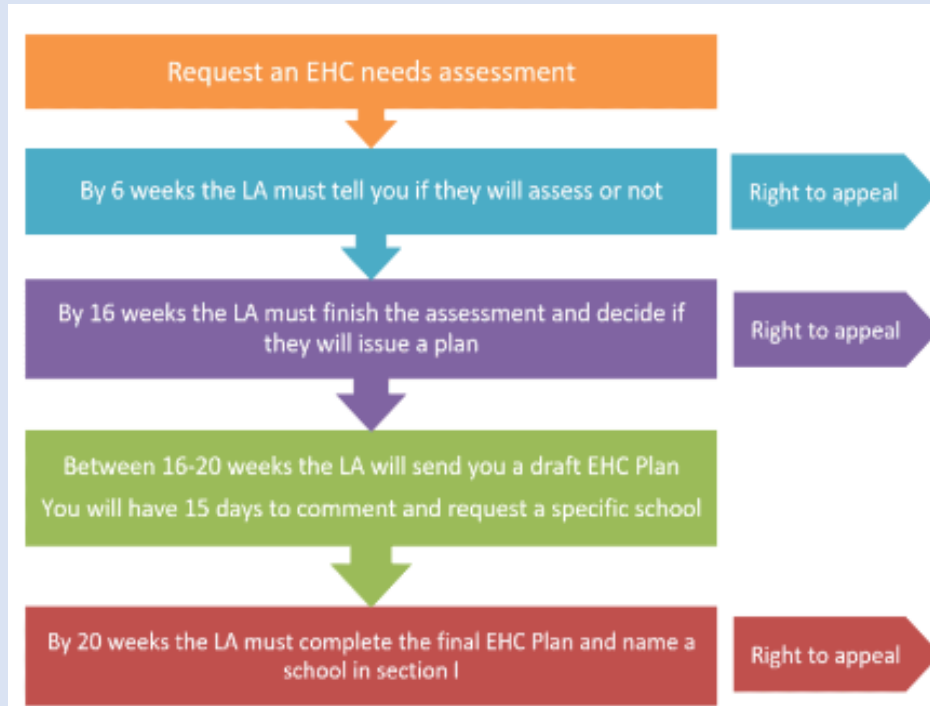 Request an EHC needs assessment
By 6 weeks the LA must tell you if they will assess or not
Right to appeal
By 16 weeks the LA must finish the assessment and decide if
they will issue a plan
Right to appeal
Between 16-20 weeks the LA will send you a draft EHC Plan
You will have 15 days to comment and request a specific school
By 20 weeks the LA must complete the final EHC Plan and name a
school in section I
Right to appeal